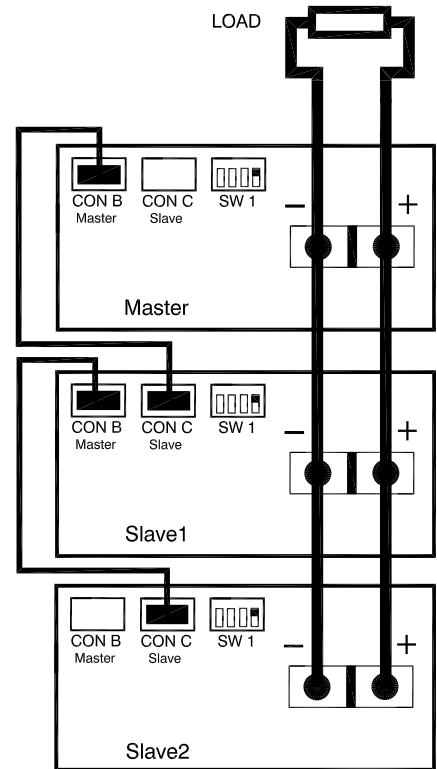 LOAD
CON B CON C SW 1
Master Slave
− +
Master
CON B CON C SW 1
Master Slave
− +
Slave1
CON B CON C SW 1
Master Slave
− +
Slave2